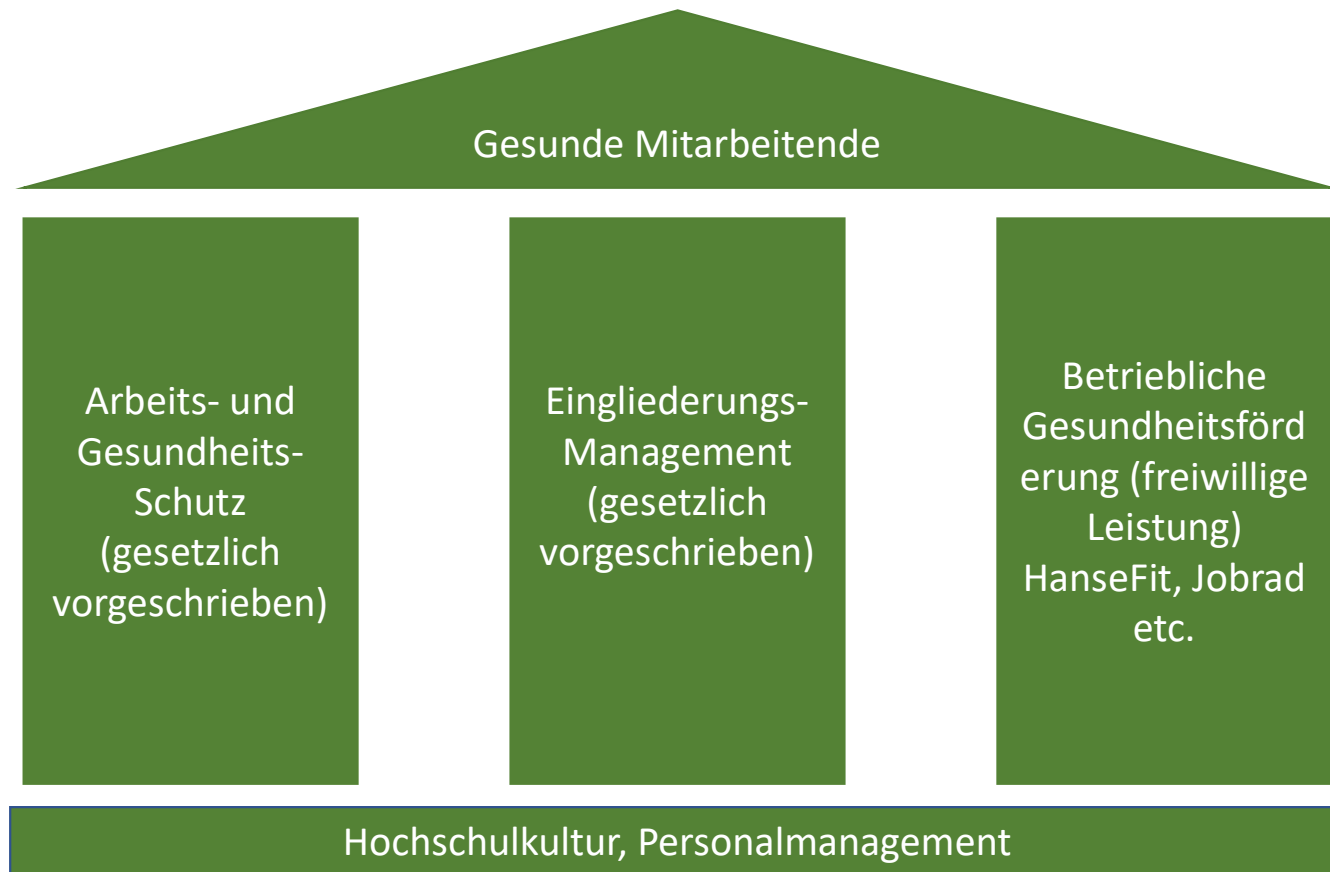 Gesunde Mitarbeitende
Arbeits- und
Gesundheits-
Schutz
(gesetzlich
vorgeschrieben)
Eingliederungs-
Management
(gesetzlich
vorgeschrieben)
Betriebliche
Gesundheitsförd
erung (freiwillige
Leistung)
HanseFit, Jobrad
etc.
Hochschulkultur, Personalmanagement